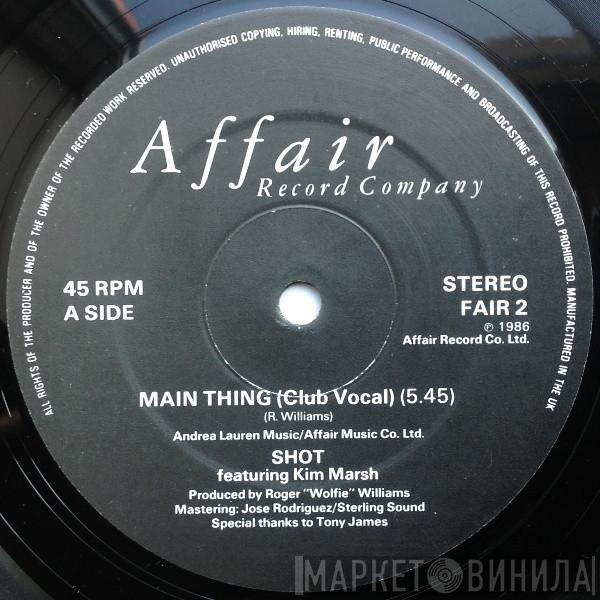 ALL RIGHTS OF THE PRODUCER AND OF THE OWNER OF THE RECORDED WORK RESERVED. UNAUTHORISED COPYING, HIRING, RENTING, PUBLIC PERFORMANCE AND BROADCASTING OF THIS RECORD PROHIBITED. MANUFACTURED IN THE UK
Affair
Record Company
45 RPM
A SIDE
STEREO
FAIR 2
℗ 1986
Affair Record Co. Ltd.
MAIN THING (Club Vocal) (5.45)
(R. Williams)
Andrea Lauren Music/Affair Music Co. Ltd.
SHOT
featuring Kim Marsh
Produced by Roger "Wolfie" Williams
Mastering: Jose Rodriguez/Sterling Sound
Special thanks to Tony James
МАРКЕТ ВИНИЛА